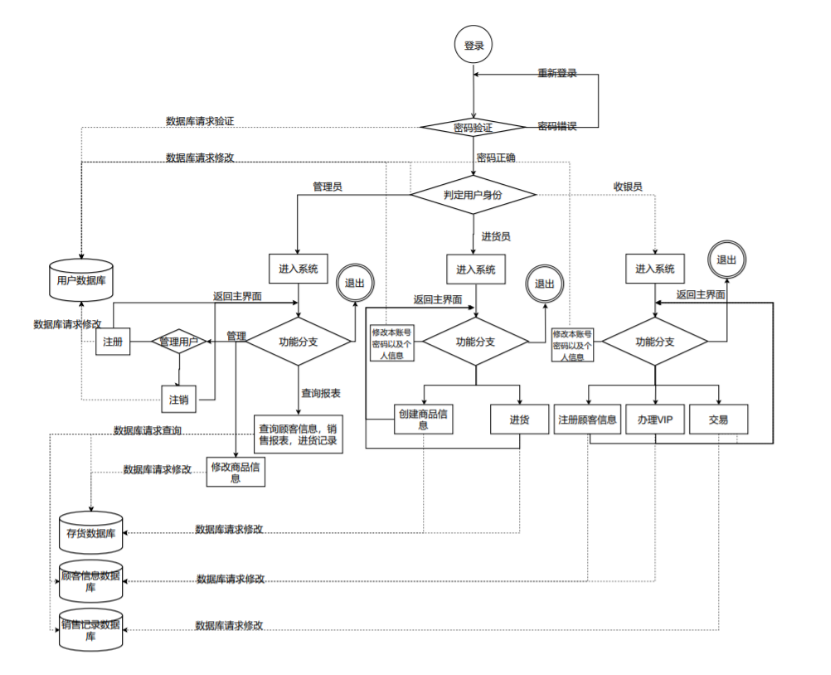 登录
重新登录
数据库请求验证
密码验证
密码错误
数据库请求修改
密码正确
管理员
判定用户身份
收银员
进货员
进入系统
进入系统
进入系统
退出
退出
退出
用户数据库
返回主界面
返回主界面
返回主界面
数据库请求修改
注册
管理用户
管理
功能分支
修改本账号
密码以及个
人信息
功能分支
修改本账号
密码以及个
人信息
功能分支
注销
查询报表
创建商品信
息
进货
注册顾客信息
办理VIP
交易
数据库请求查询
查询顾客信息，销
售报表，进货记录
数据库请求修改
修改商品信
息
存货数据库
数据库请求修改
顾客信息数据
库
数据库请求修改
销售记录数据
库
数据库请求修改